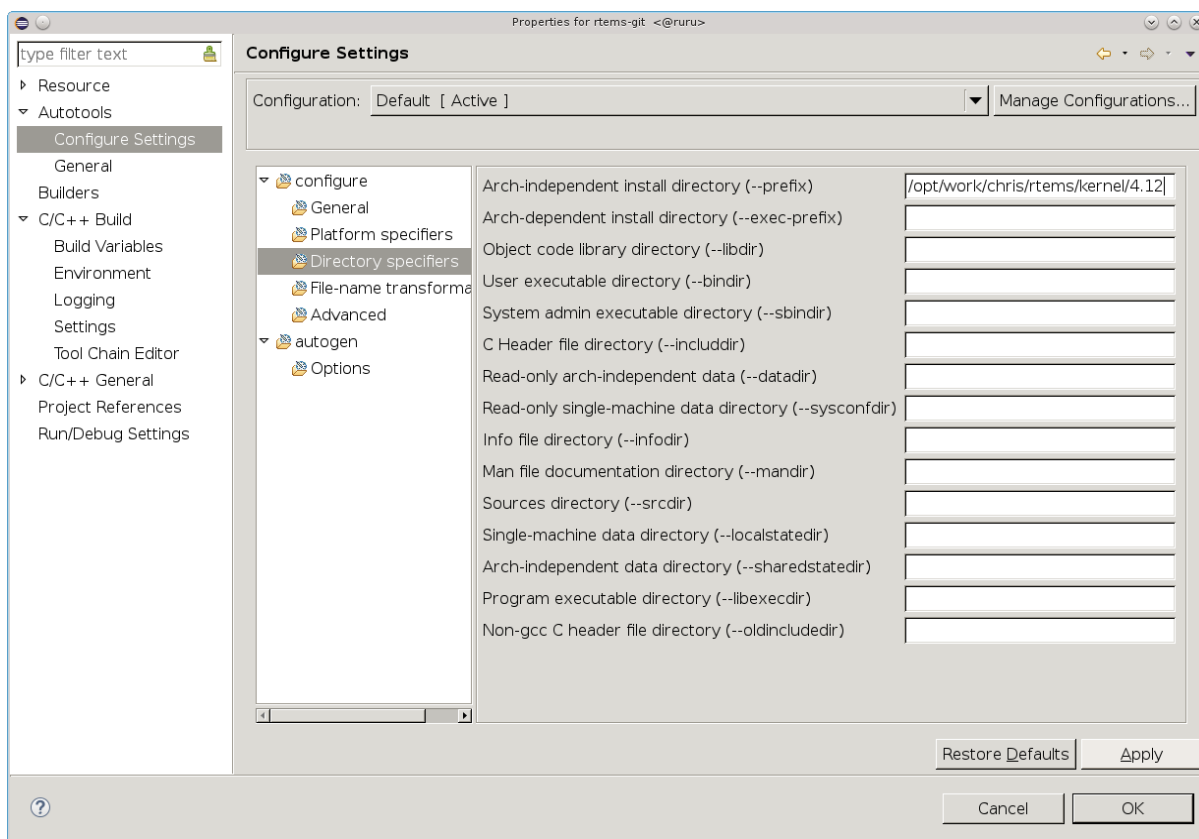 Properties for rtems-git <@ruru>
type filter text
Resource
Autotools
Configure Settings
General
Builders
C/C++ Build
Build Variables
Environment
Logging
Settings
Tool Chain Editor
C/C++ General
Project References
Run/Debug Settings
Configure Settings
Configuration: Default [ Active ] Manage Configurations...
configure
General
Platform specifiers
Directory specifiers
File-name transforma
Advanced
autogen
Options
Arch-independent install directory (--prefix) /opt/work/chris/rtems/kernel/4.12
Arch-dependent install directory (--exec-prefix)
Object code library directory (--libdir)
User executable directory (--bindir)
System admin executable directory (--sbindir)
C Header file directory (--includdir)
Read-only arch-independent data (--datadir)
Read-only single-machine data directory (--sysconfdir)
Info file directory (--infodir)
Man file documentation directory (--mandir)
Sources directory (--srcdir)
Single-machine data directory (--localstatedir)
Arch-independent data directory (--sharedstatedir)
Program executable directory (--libexecdir)
Non-gcc C header file directory (--oldincludedir)
Restore Defaults Apply
? Cancel OK